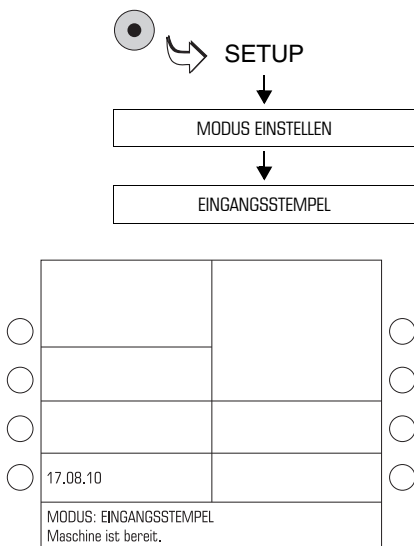 SETUP
MODUS EINSTELLEN
EINGANGSSTEMPEL
17.08.10
MODUS: EINGANGSSTEMPEL
Maschine ist bereit.